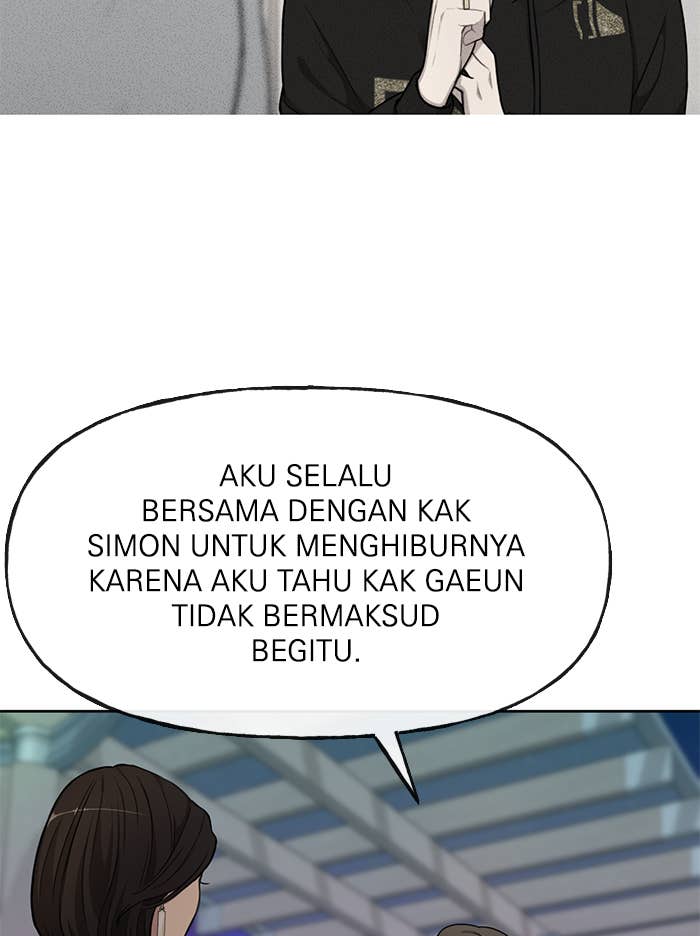 AKU SELALU
BERSAMA DENGAN KAK
SIMON UNTUK MENGHIBURNYA
KARENA AKU TAHU KAK GAEUN
TIDAK BERMAKSUD
BEGITU.